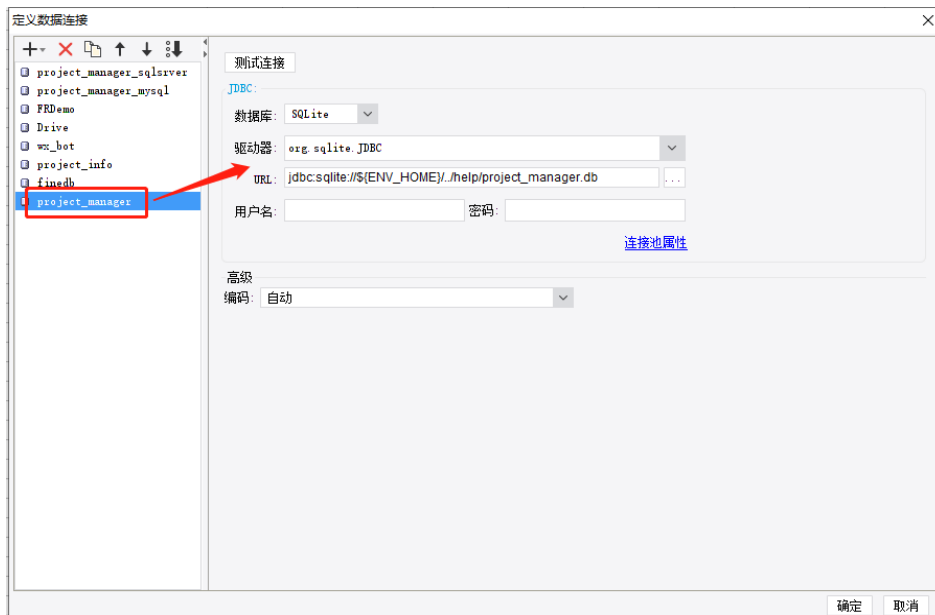 定义数据连接
project_manager_sqlsrver
project_manager_mysql
FRDemo
Drive
wx_bot
project_info
finedb
project_manager
测试连接
JDBC:
数据库: SQLite
驱动器: org.sqlite.JDBC
URL: jdbc:sqlite://${ENV_HOME}/../help/project_manager.db ...
用户名: 密码:
连接池属性
高级
编码: 自动
确定 取消